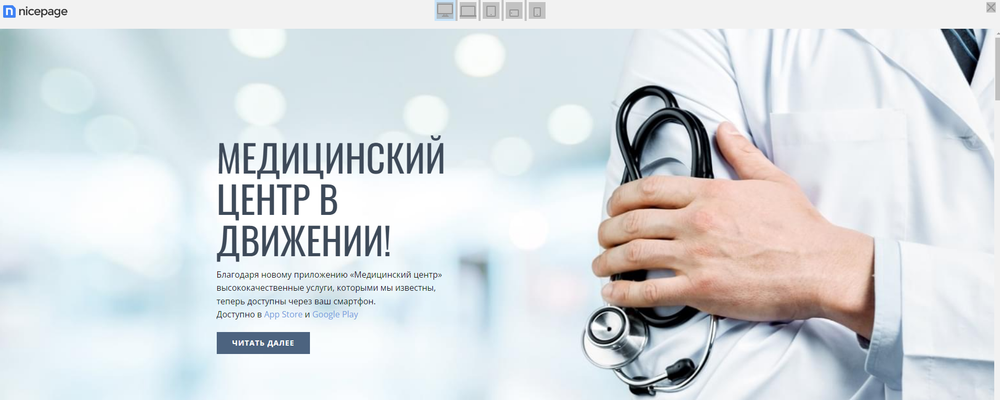 nicepage
МЕДИЦИНСКИЙ
ЦЕНТР В
ДВИЖЕНИИ!
Благодаря новому приложению «Медицинский центр»
высококачественные услуги, которыми мы известны,
теперь доступны через ваш смартфон.
Доступно в App Store и Google Play
ЧИТАТЬ ДАЛЕЕ